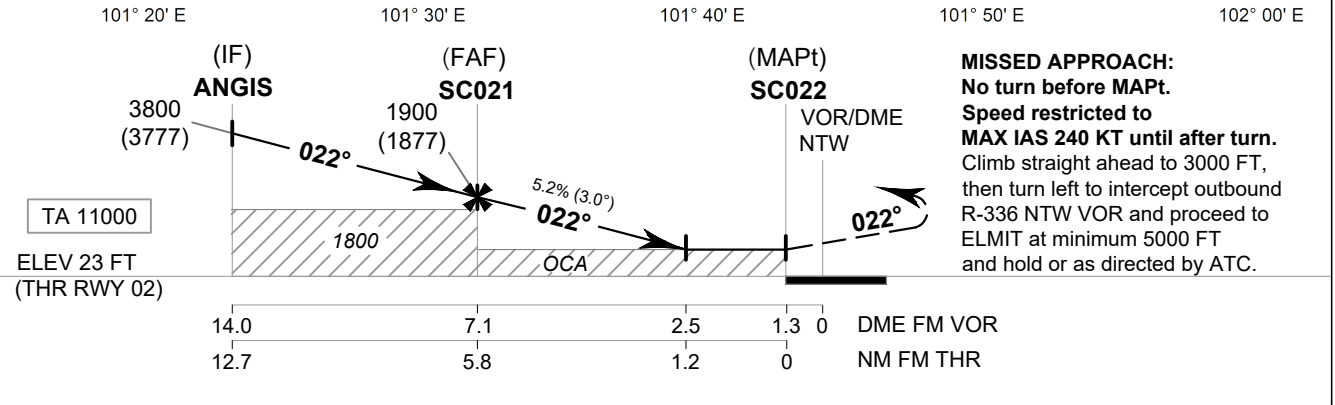 101° 20' E 101° 30' E 101° 40' E 101° 50' E 102° 00' E
(IF)
ANGIS
(FAF)
SC021
(MAPt)
SC022
3800
(3777)
1900
(1877)
VOR/DME
NTW
022°
5.2% (3.0°)
022°
022°
TA 11000
1800
OCA
ELEV 23 FT
(THR RWY 02)
14.0 7.1 2.5 1.3 0 DME FM VOR
12.7 5.8 1.2 0 NM FM THR
MISSED APPROACH:
No turn before MAPt.
Speed restricted to
MAX IAS 240 KT until after turn.
Climb straight ahead to 3000 FT,
then turn left to intercept outbound
R-336 NTW VOR and proceed to
ELMIT at minimum 5000 FT
and hold or as directed by ATC.